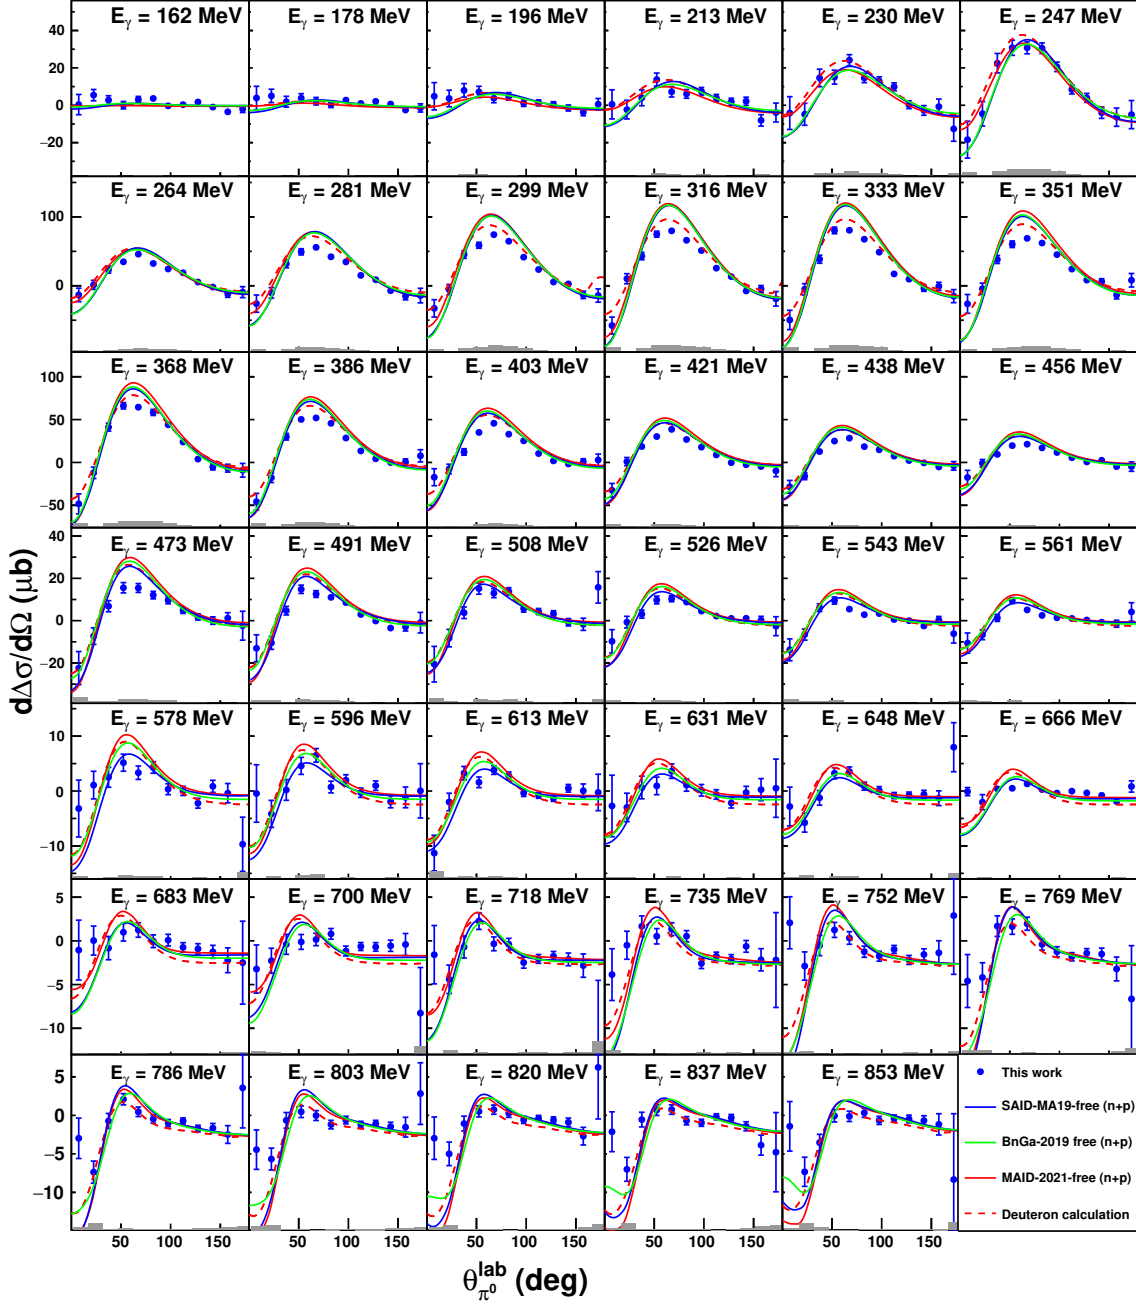 E_γ = 162 MeV E_γ = 178 MeV E_γ = 196 MeV E_γ = 213 MeV E_γ = 230 MeV E_γ = 247 MeV
40
20
0
−20
E_γ = 264 MeV E_γ = 281 MeV E_γ = 299 MeV E_γ = 316 MeV E_γ = 333 MeV E_γ = 351 MeV
100
50
0
E_γ = 368 MeV E_γ = 386 MeV E_γ = 403 MeV E_γ = 421 MeV E_γ = 438 MeV E_γ = 456 MeV
100
50
0
−50
E_γ = 473 MeV E_γ = 491 MeV E_γ = 508 MeV E_γ = 526 MeV E_γ = 543 MeV E_γ = 561 MeV
40
20
0
−20
dΔσ/dΩ (μb)
E_γ = 578 MeV E_γ = 596 MeV E_γ = 613 MeV E_γ = 631 MeV E_γ = 648 MeV E_γ = 666 MeV
10
0
−10
E_γ = 683 MeV E_γ = 700 MeV E_γ = 718 MeV E_γ = 735 MeV E_γ = 752 MeV E_γ = 769 MeV
5
0
−5
−10
E_γ = 786 MeV E_γ = 803 MeV E_γ = 820 MeV E_γ = 837 MeV E_γ = 853 MeV
5
0
−5
−10
This work
SAID-MA19-free (n+p)
BnGa-2019 free (n+p)
MAID-2021-free (n+p)
Deuteron calculation
50 100 150 50 100 150 50 100 150 50 100 150 50 100 150
θ_{π⁰}^{lab} (deg)